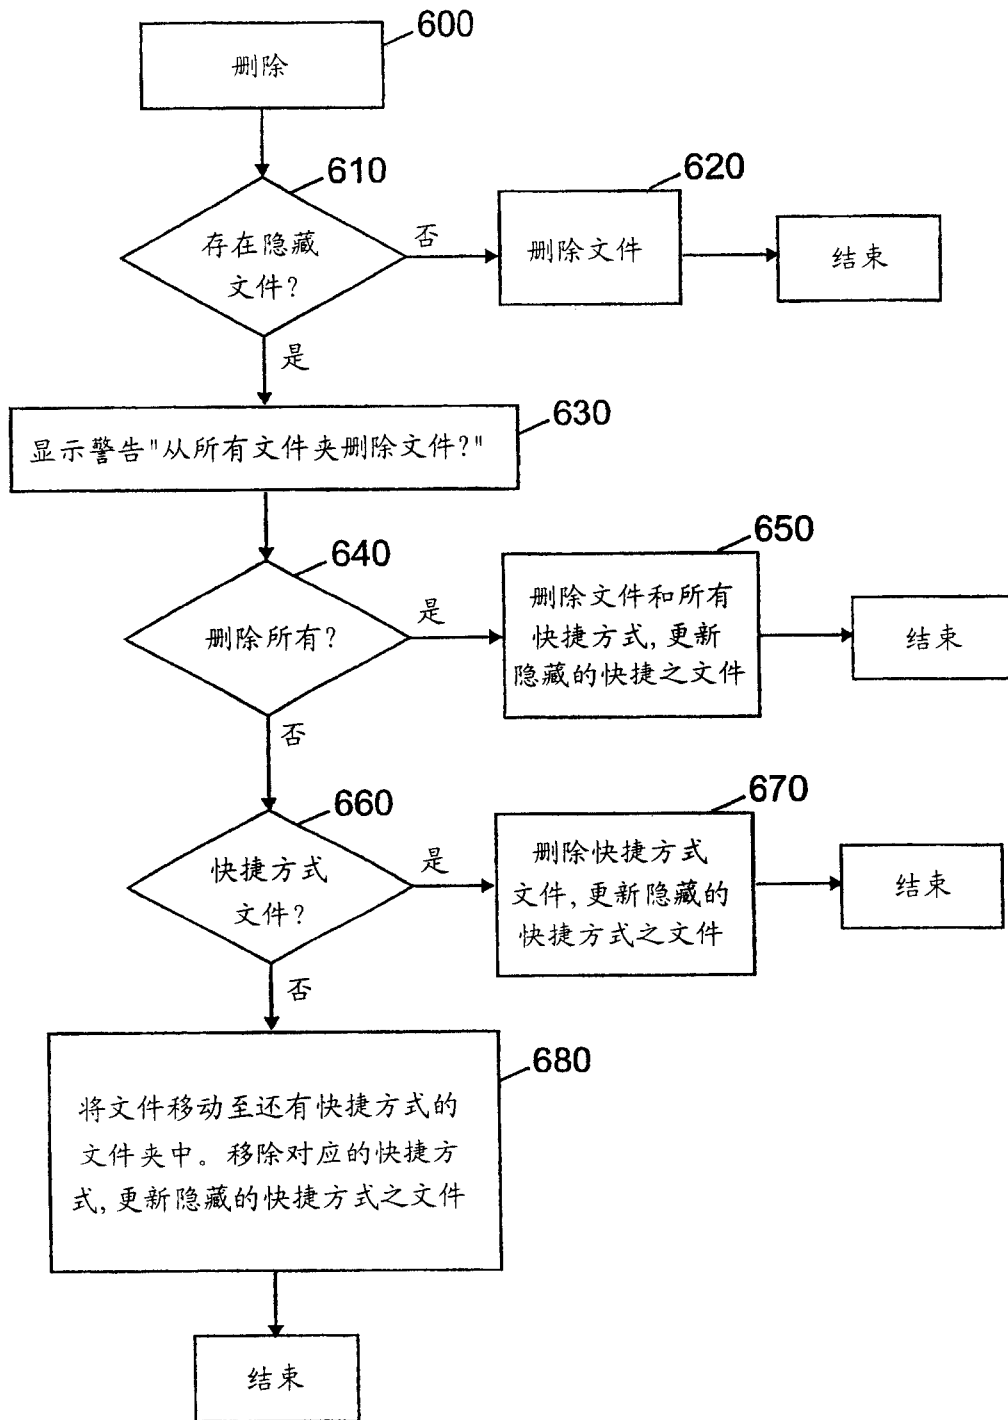 600
删除
610
存在隐藏
文件?
否
620
删除文件
结束
是
630
显示警告"从所有文件夹删除文件?"
640
删除所有?
是
650
删除文件和所有
快捷方式,更新
隐藏的快捷之文件
结束
否
660
快捷方式
文件?
是
670
删除快捷方式
文件,更新隐藏的
快捷方式之文件
结束
否
680
将文件移动至还有快捷方式的
文件夹中。移除对应的快捷方
式,更新隐藏的快捷方式之文件
结束